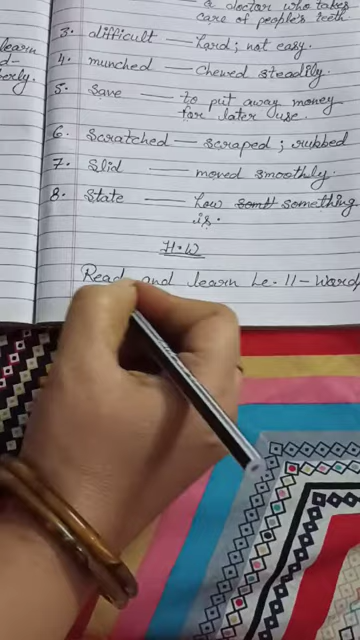 a doctor who takes
care of people's teeth
3. difficult — hard; not easy.
4. munched — chewed steadily.
5. Save — to put away money
for later use.
6. Scratched — scraped; rubbed
7. Slid — moved smoothly.
8. State — how something
is.
H.W
Read and learn Le. 11 - Word
learn
erly.